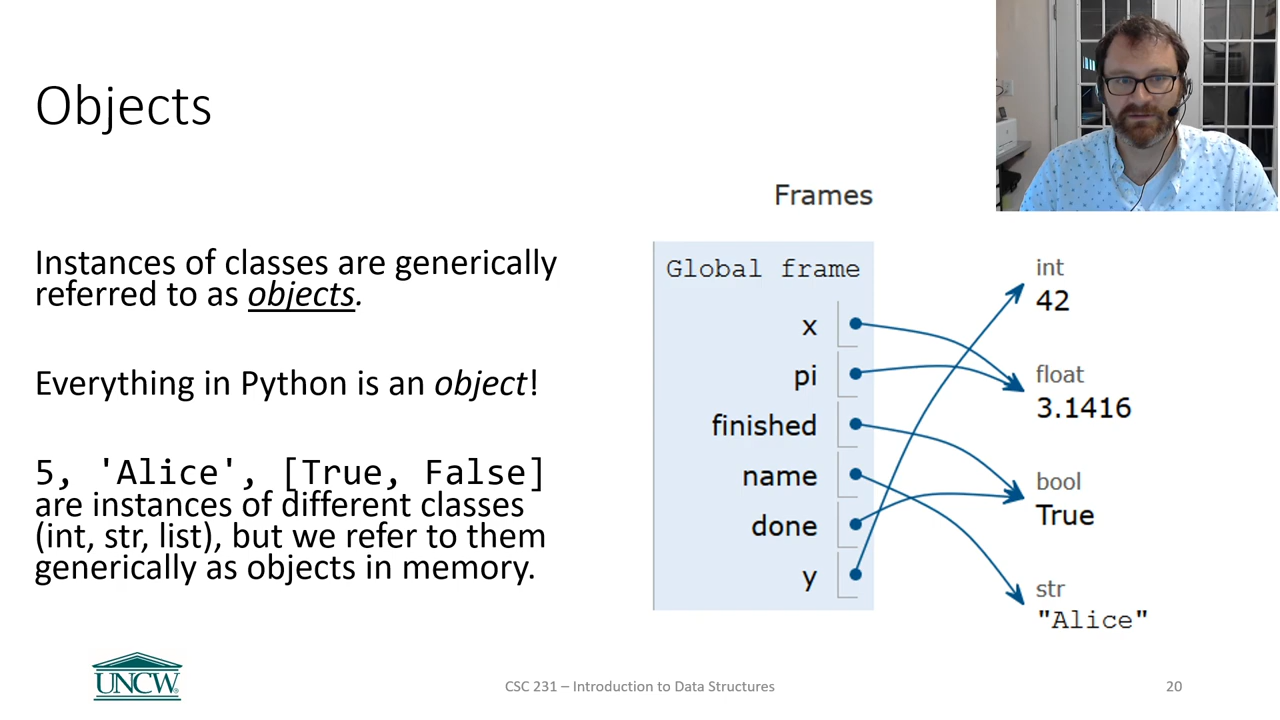 Objects
Instances of classes are generically
referred to as objects.
Everything in Python is an object!
5, 'Alice', [True, False]
are instances of different classes
(int, str, list), but we refer to them
generically as objects in memory.
Frames
Global frame
x
pi
finished
name
done
y
int
42
float
3.1416
bool
True
str
"Alice"
UNCW®
CSC 231 – Introduction to Data Structures
20